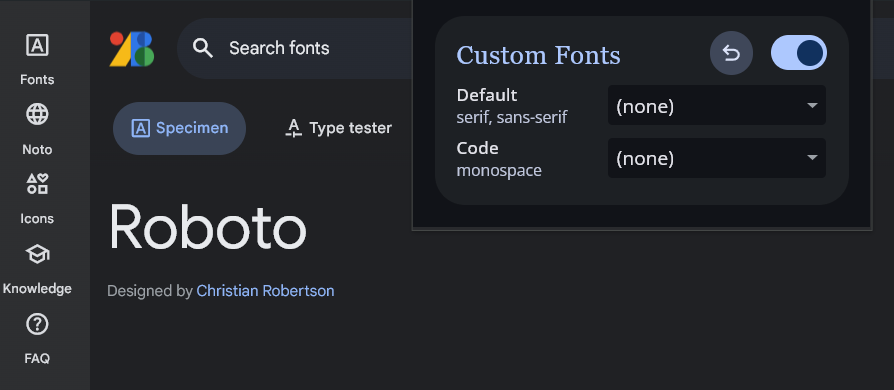 Fonts
Noto
Icons
Knowledge
FAQ
Search fonts
Specimen
Type tester
Roboto
Designed by Christian Robertson
Custom Fonts
Default
serif, sans-serif
(none)
Code
monospace
(none)